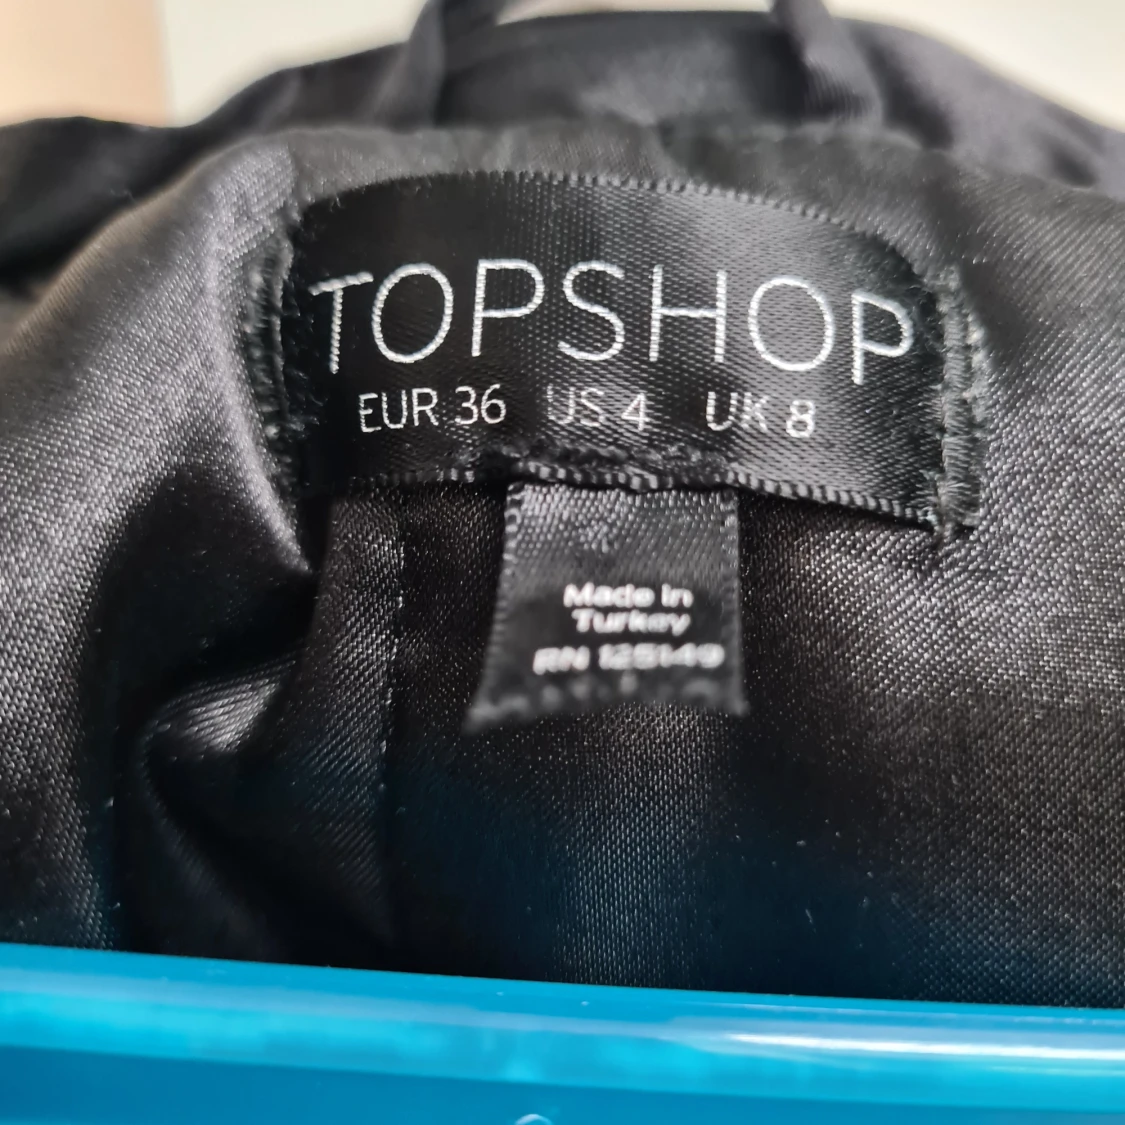 TOPSHOP
EUR 36 US 4 UK 8
Made in
Turkey
RN 125149